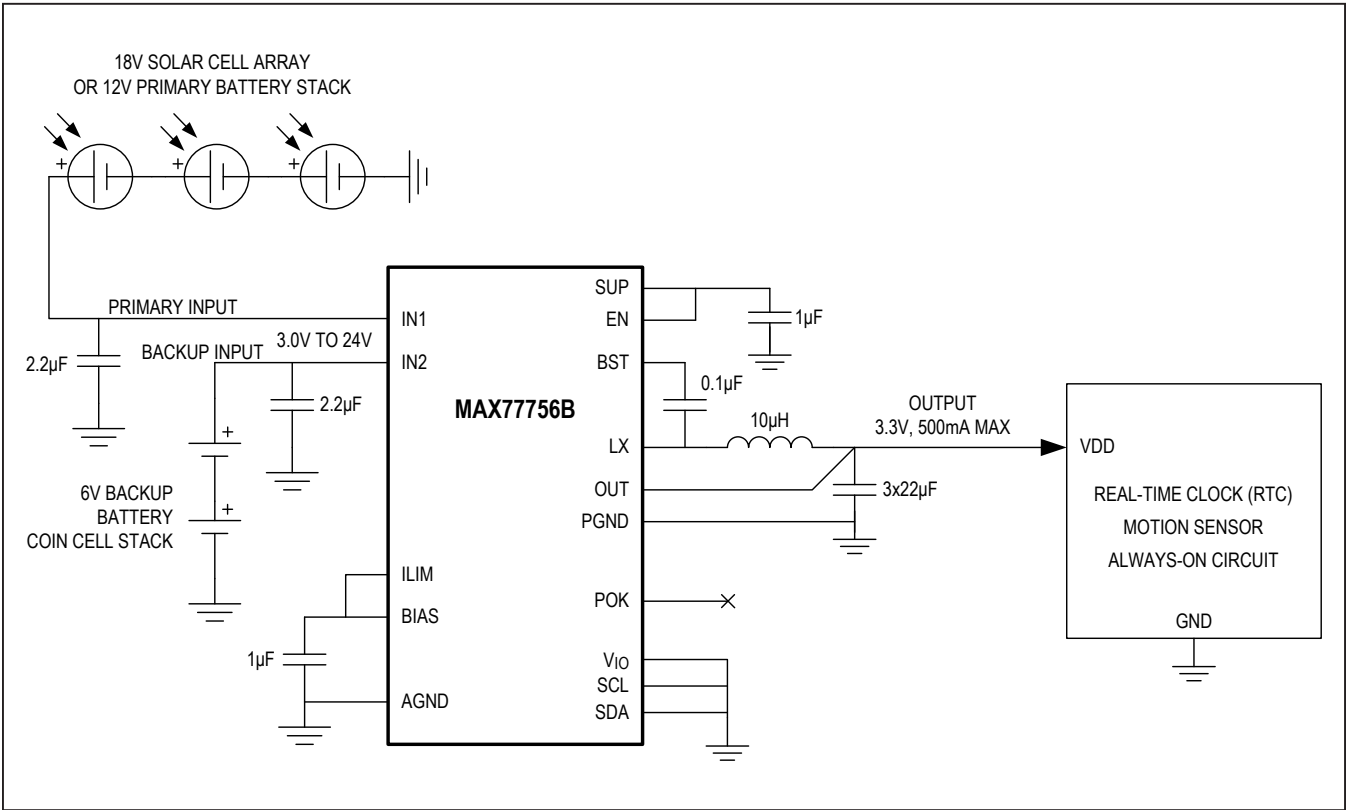 18V SOLAR CELL ARRAY
OR 12V PRIMARY BATTERY STACK
+
+
+
PRIMARY INPUT
2.2µF
BACKUP INPUT
3.0V TO 24V
2.2µF
+
+
6V BACKUP
BATTERY
COIN CELL STACK
1µF
IN1
IN2
ILIM
BIAS
AGND
MAX77756B
SUP
EN
BST
LX
OUT
PGND
POK
VIO
SCL
SDA
1µF
0.1µF
10µH
OUTPUT
3.3V, 500mA MAX
3x22µF
VDD
REAL-TIME CLOCK (RTC)
MOTION SENSOR
ALWAYS-ON CIRCUIT
GND